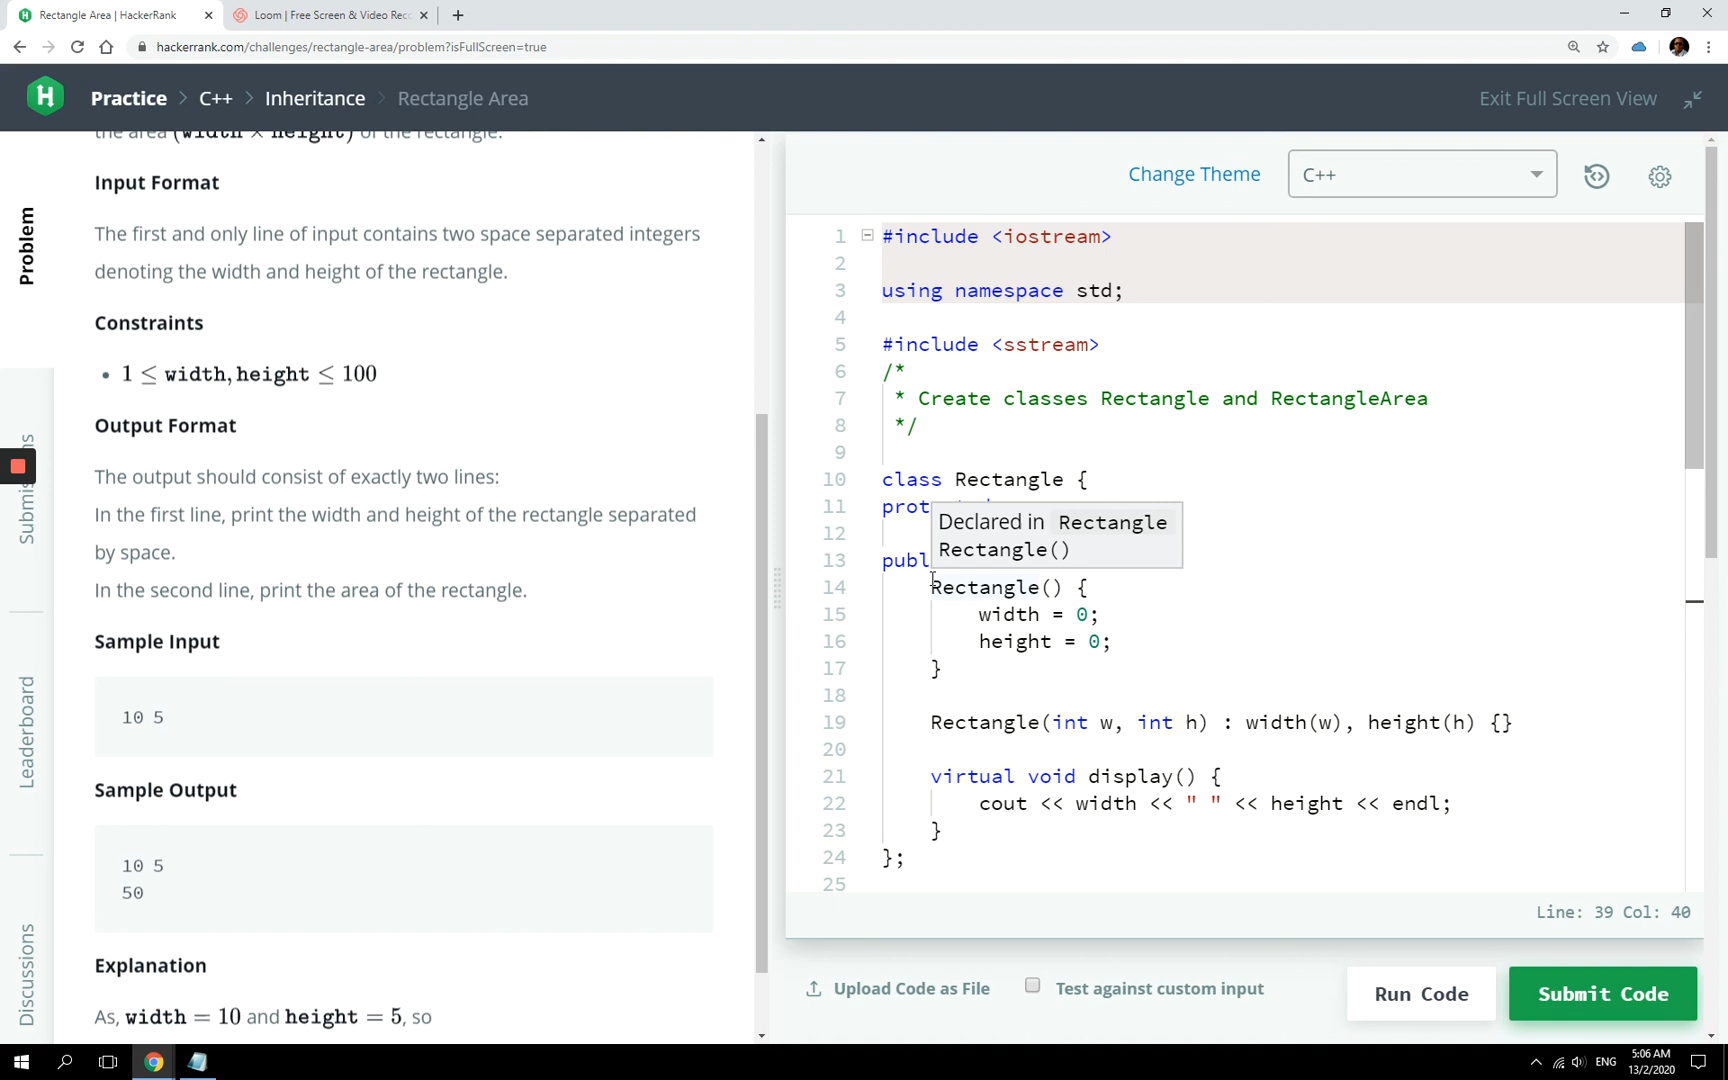 Rectangle Area | HackerRank
Loom | Free Screen & Video Rec
hackerrank.com/challenges/rectangle-area/problem?isFullScreen=true
H
Practice > C++ > Inheritance > Rectangle Area
Exit Full Screen View
Problem
Submis ns
Leaderboard
Discussions
the area (width × height) of the rectangle.
Input Format
The first and only line of input contains two space separated integers
denoting the width and height of the rectangle.
Constraints
• 1 ≤ width, height ≤ 100
Output Format
The output should consist of exactly two lines:
In the first line, print the width and height of the rectangle separated
by space.
In the second line, print the area of the rectangle.
Sample Input
10 5
Sample Output
10 5
50
Explanation
As, width = 10 and height = 5, so
Change Theme
C++
1 #include <iostream>
2
3 using namespace std;
4
5 #include <sstream>
6 /*
7  * Create classes Rectangle and RectangleArea
8  */
9
10 class Rectangle {
11 prot
Declared in Rectangle
Rectangle()
12
13 publ
14 Rectangle() {
15 width = 0;
16 height = 0;
17 }
18
19 Rectangle(int w, int h) : width(w), height(h) {}
20
21 virtual void display() {
22 cout << width << " " << height << endl;
23 }
24 };
25
Line: 39 Col: 40
Upload Code as File
Test against custom input
Run Code
Submit Code
ENG
5:06 AM
13/2/2020